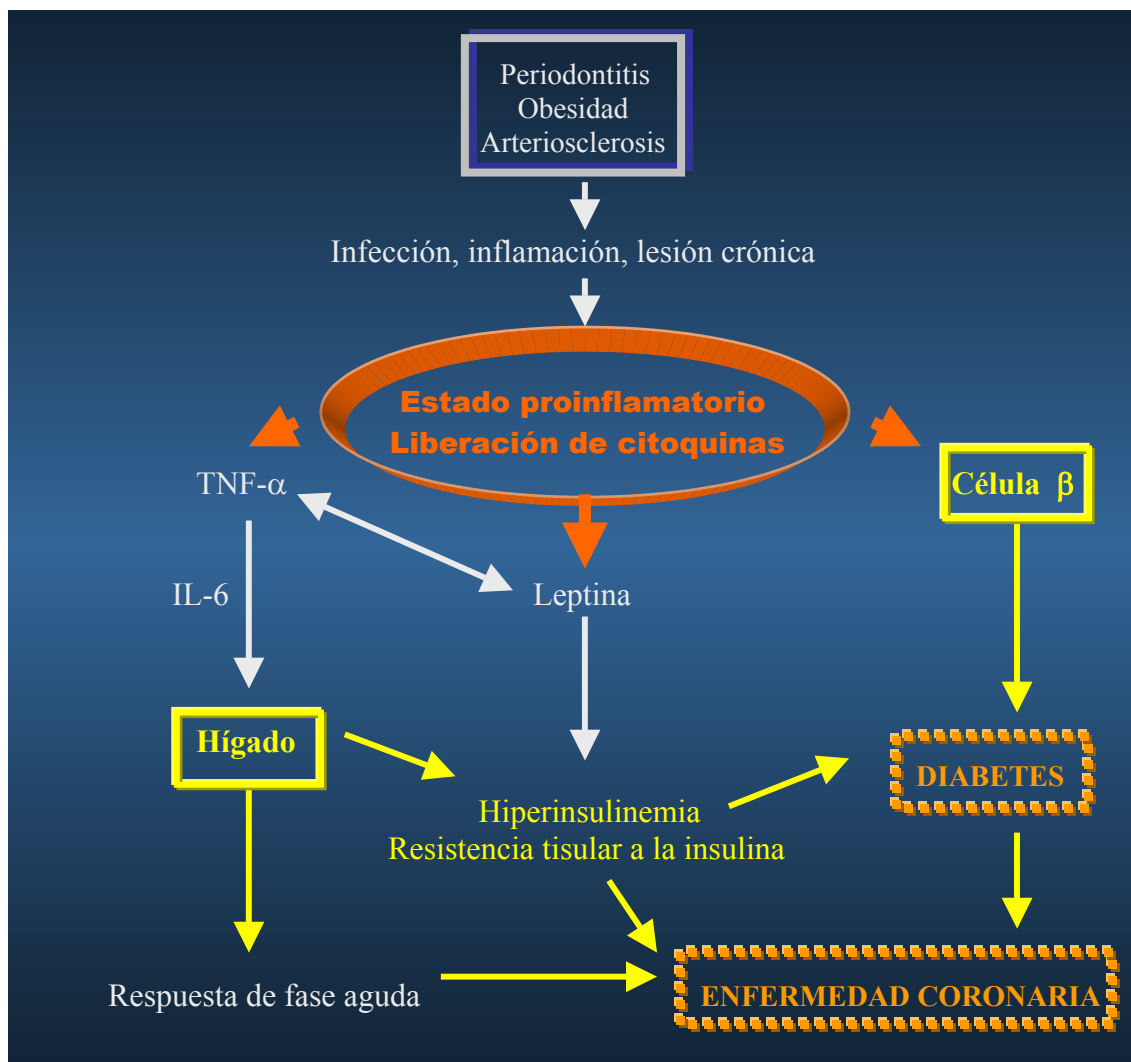 Periodontitis
Obesidad
Arteriosclerosis
Infección, inflamación, lesión crónica
Estado proinflamatorio
Liberación de citoquinas
TNF-α
Célula β
IL-6
Leptina
Hígado
DIABETES
Hiperinsulinemia
Resistencia tisular a la insulina
Respuesta de fase aguda
ENFERMEDAD CORONARIA